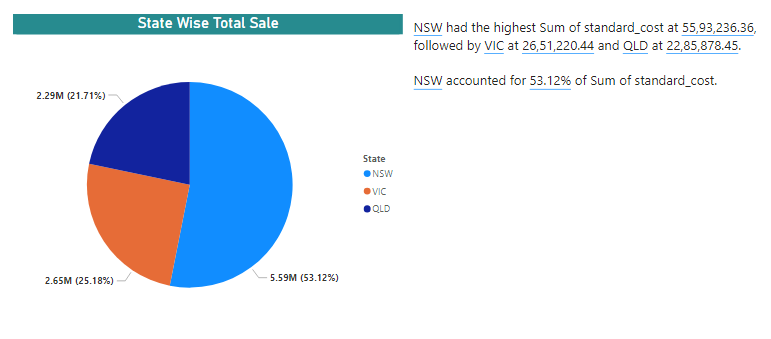 State Wise Total Sale
NSW had the highest Sum of standard_cost at 55,93,236.36,
followed by VIC at 26,51,220.44 and QLD at 22,85,878.45.
NSW accounted for 53.12% of Sum of standard_cost.
2.29M (21.71%)
State
NSW
VIC
QLD
2.65M (25.18%)
5.59M (53.12%)